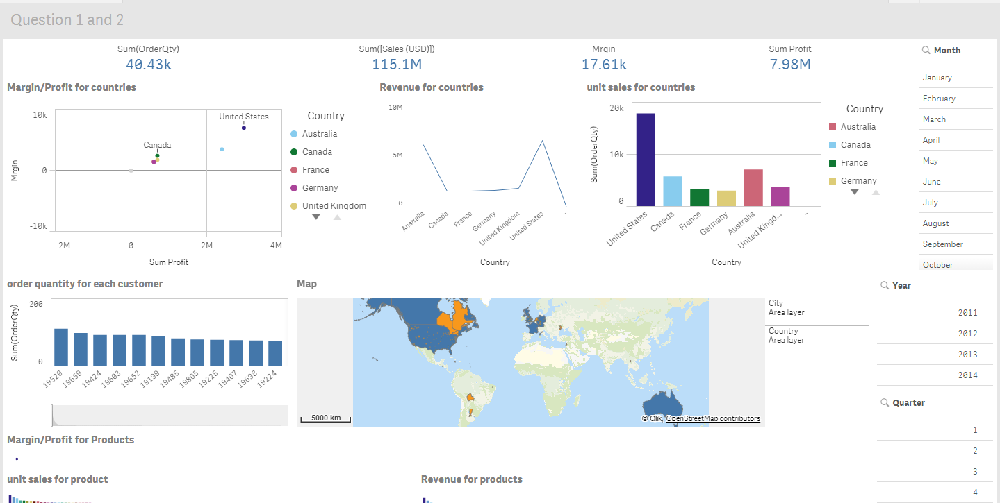 Question 1 and 2
Sum(OrderQty)
40.43k
Sum([Sales (USD)])
115.1M
Mrgin
17.61k
Sum Profit
7.98M
Margin/Profit for countries
10k
0
-10k
Mrgin
-2M
0
2M
4M
Sum Profit
United States
Canada
Country
Australia
Canada
France
Germany
United Kingdom
Revenue for countries
10M
5M
0
Australia
Canada
France
Germany
United Kingdom
United States
-
Country
unit sales for countries
20k
10k
0
Sum(OrderQty)
United States
Canada
France
Germany
Australia
United Kingd...
-
Country
Country
Australia
Canada
France
Germany
Month
January
February
March
April
May
June
July
August
September
October
order quantity for each customer
200
0
Sum(OrderQty)
19520
19659
19424
19603
19652
19199
19485
19805
19225
19407
19698
19224
Map
5000 km
© Qlik, OpenStreetMap contributors
City
Area layer
Country
Area layer
Year
2011
2012
2013
2014
Quarter
1
2
3
4
Margin/Profit for Products
unit sales for product
Revenue for products